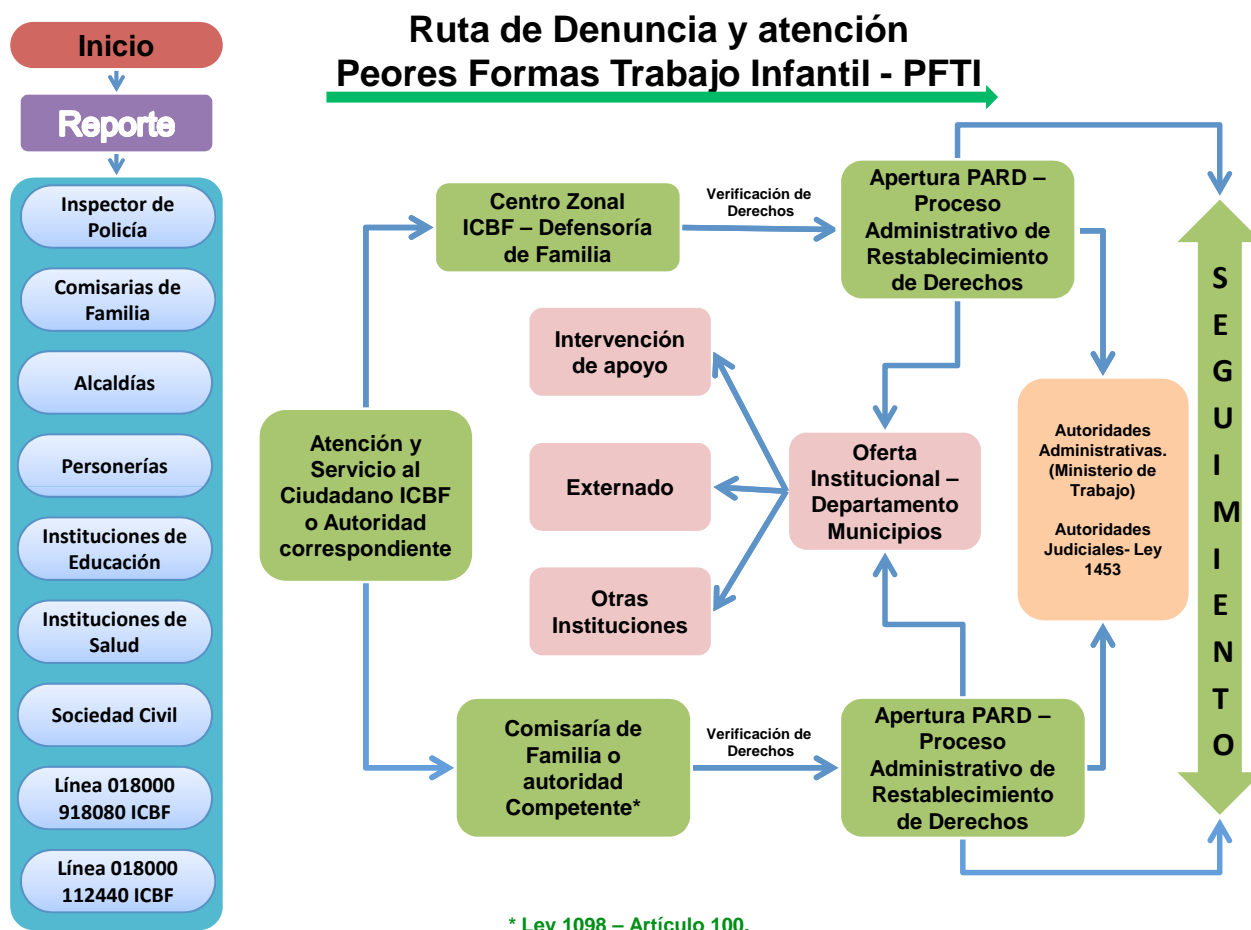 Inicio
Reporte
Inspector de
Policía
Comisarias de
Familia
Alcaldías
Personerías
Instituciones de
Educación
Instituciones de
Salud
Sociedad Civil
Línea 018000
918080 ICBF
Línea 018000
112440 ICBF
Ruta de Denuncia y atención
Peores Formas Trabajo Infantil - PFTI
Atención y
Servicio al
Ciudadano ICBF
o Autoridad
correspondiente
Centro Zonal
ICBF – Defensoría
de Familia
Verificación de
Derechos
Apertura PARD –
Proceso
Administrativo de
Restablecimiento
de Derechos
Intervención
de apoyo
Externado
Otras
Instituciones
Oferta
Institucional –
Departamento
Municipios
Autoridades
Administrativas.
(Ministerio de
Trabajo)
Autoridades
Judiciales- Ley
1453
Comisaría de
Familia o
autoridad
Competente*
Verificación de
Derechos
Apertura PARD –
Proceso
Administrativo de
Restablecimiento
de Derechos
SEGUIMIENTO
* Ley 1098 – Artículo 100.